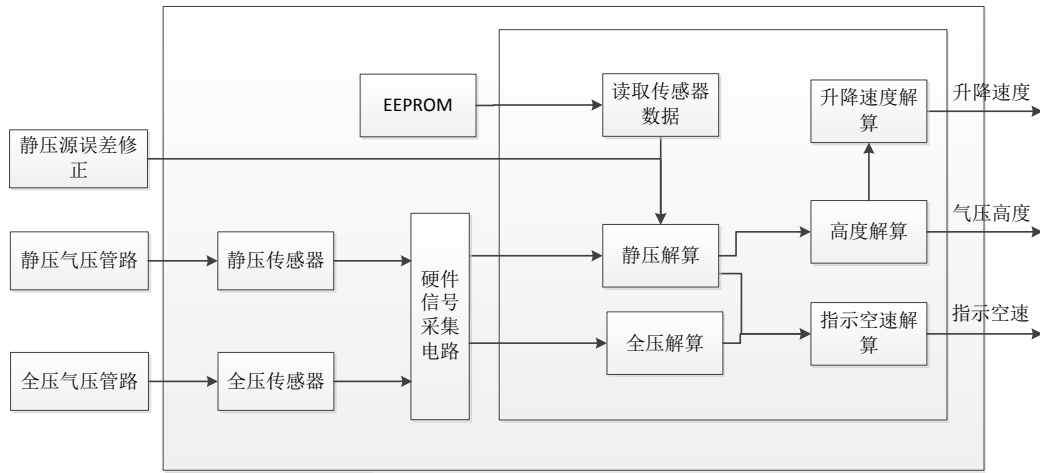 EEPROM
读取传感器
数据
升降速度解
算
升降速度
静压源误差修
正
静压气压管路
静压传感器
硬件
信号
采集
电路
静压解算
高度解算
气压高度
全压解算
指示空速解
算
指示空速
全压气压管路
全压传感器